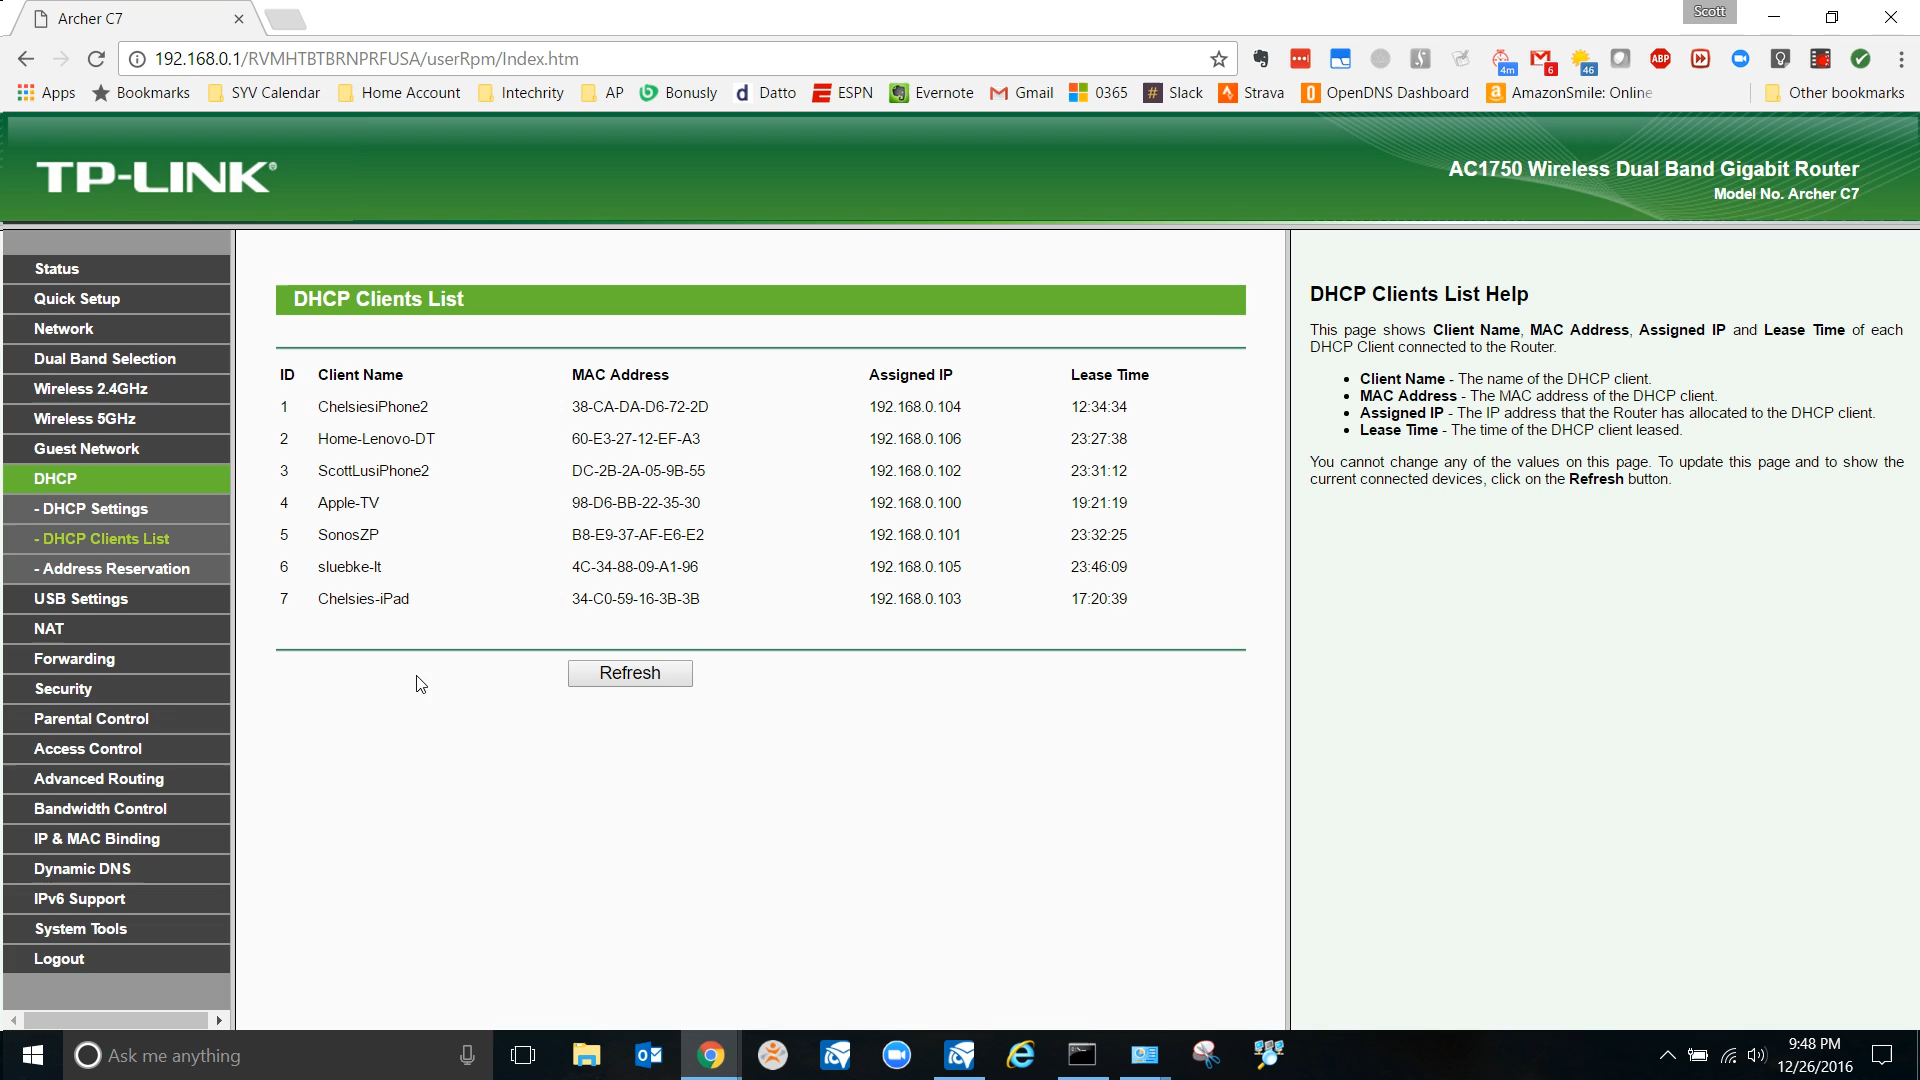 Archer C7
Scott
192.168.0.1/RVMHTBTBRNPRFUSA/userRpm/Index.htm
4m
6
46
ABP
Apps
Bookmarks
SYV Calendar
Home Account
Intechrity
AP
Bonusly
Datto
ESPN
Evernote
Gmail
0365
Slack
Strava
OpenDNS Dashboard
AmazonSmile: Online
Other bookmarks
TP-LINK®
AC1750 Wireless Dual Band Gigabit Router
Model No. Archer C7
Status
Quick Setup
Network
Dual Band Selection
Wireless 2.4GHz
Wireless 5GHz
Guest Network
DHCP
- DHCP Settings
- DHCP Clients List
- Address Reservation
USB Settings
NAT
Forwarding
Security
Parental Control
Access Control
Advanced Routing
Bandwidth Control
IP & MAC Binding
Dynamic DNS
IPv6 Support
System Tools
Logout
DHCP Clients List
ID Client Name MAC Address Assigned IP Lease Time
1 ChelsiesiPhone2 38-CA-DA-D6-72-2D 192.168.0.104 12:34:34
2 Home-Lenovo-DT 60-E3-27-12-EF-A3 192.168.0.106 23:27:38
3 ScottLusiPhone2 DC-2B-2A-05-9B-55 192.168.0.102 23:31:12
4 Apple-TV 98-D6-BB-22-35-30 192.168.0.100 19:21:19
5 SonosZP B8-E9-37-AF-E6-E2 192.168.0.101 23:32:25
6 sluebke-lt 4C-34-88-09-A1-96 192.168.0.105 23:46:09
7 Chelsies-iPad 34-C0-59-16-3B-3B 192.168.0.103 17:20:39
Refresh
DHCP Clients List Help
This page shows Client Name, MAC Address, Assigned IP and Lease Time of each
DHCP Client connected to the Router.
• Client Name - The name of the DHCP client.
• MAC Address - The MAC address of the DHCP client.
• Assigned IP - The IP address that the Router has allocated to the DHCP client.
• Lease Time - The time of the DHCP client leased.
You cannot change any of the values on this page. To update this page and to show the
current connected devices, click on the Refresh button.
Ask me anything
9:48 PM
12/26/2016